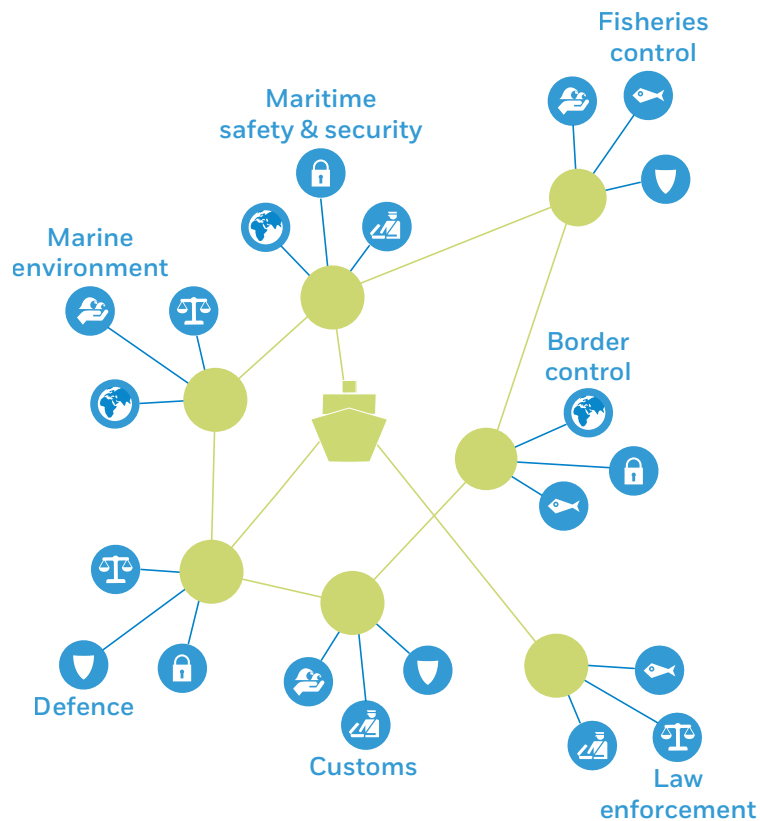 Fisheries
control
Maritime
safety & security
Marine
environment
Border
control
Defence
Customs
Law
enforcement